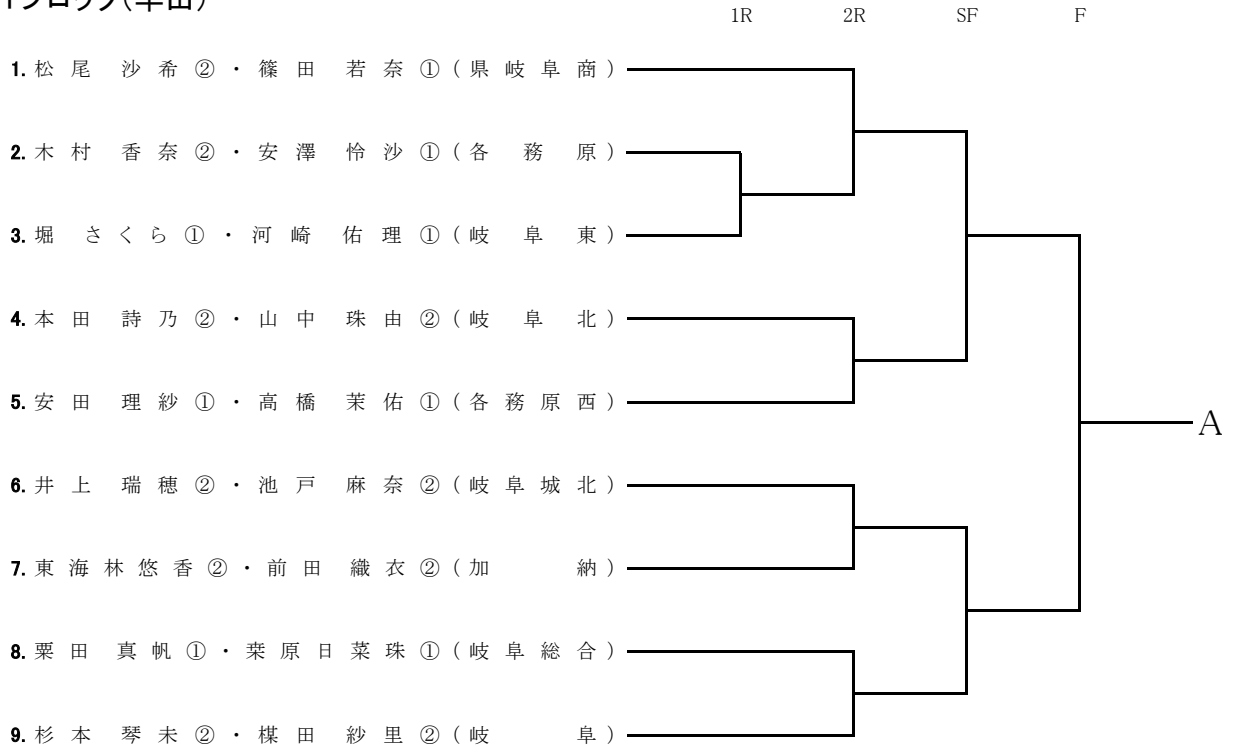 1R 2R SF F
1. 松尾 沙希②・篠田 若奈①(県岐阜商)
2. 木村 香奈②・安澤 怜沙①(各務原)
3. 堀 さくら①・河崎 佑理①(岐阜東)
4. 本田 詩乃②・山中 珠由②(岐阜北)
5. 安田 理紗①・高橋 茉佑①(各務原西)
A
6. 井上 瑞穂②・池戸 麻奈②(岐阜城北)
7. 東海林悠香②・前田 織衣②(加納)
8. 栗田 真帆①・桒原日菜珠①(岐阜総合)
9. 杉本 琴未②・楳田 紗里②(岐阜)